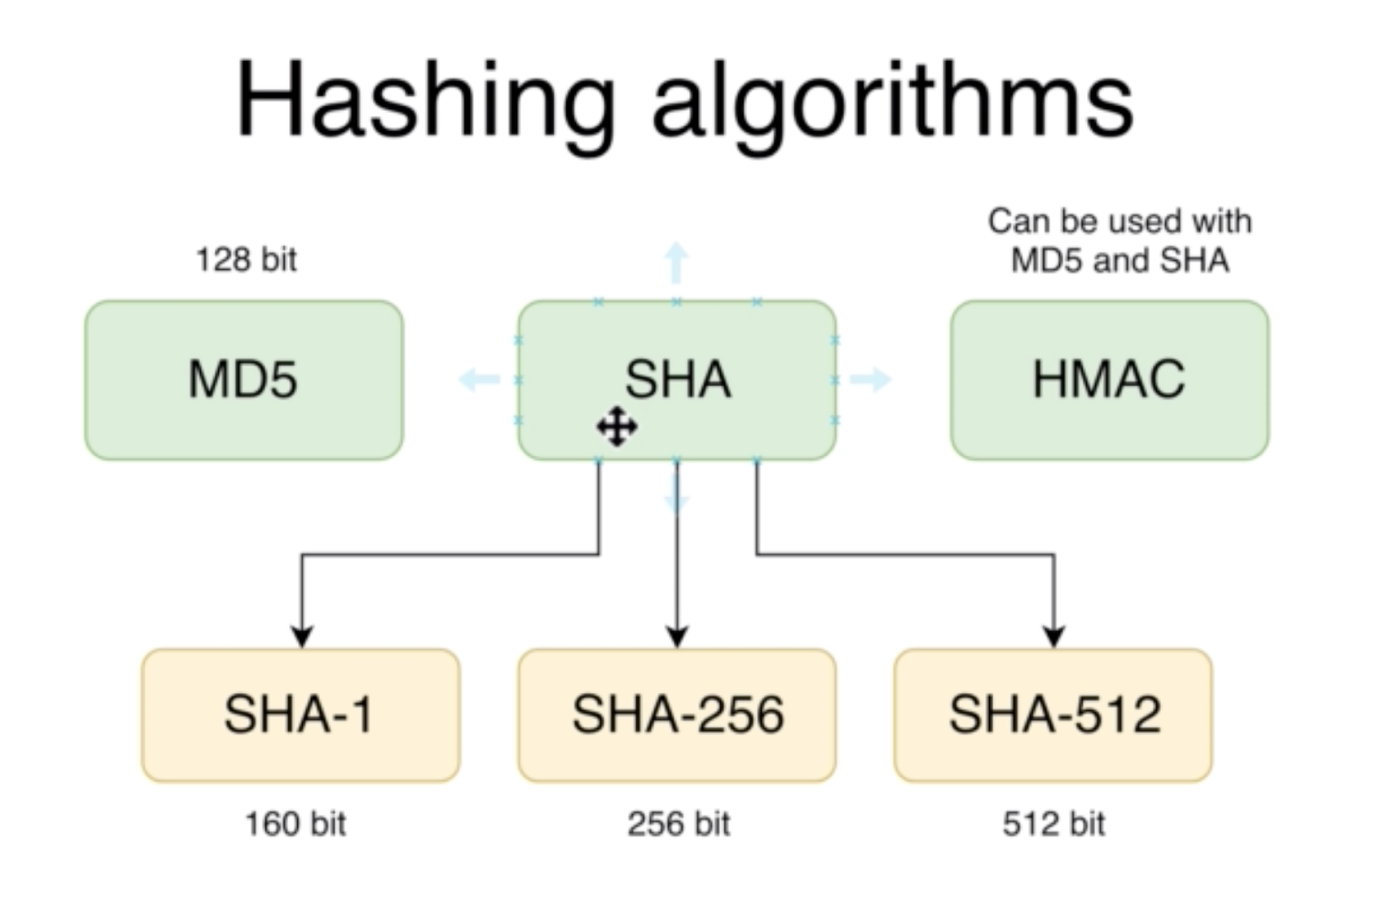 Hashing algorithms
128 bit
Can be used with
MD5 and SHA
MD5
SHA
HMAC
SHA-1
SHA-256
SHA-512
160 bit
256 bit
512 bit